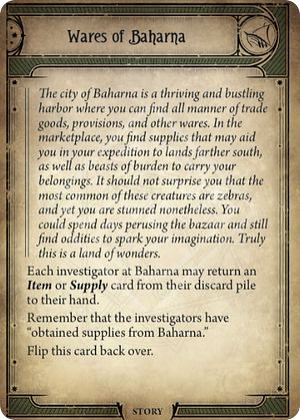 Wares of Baharna
The city of Baharna is a thriving and bustling
harbor where you can find all manner of trade
goods, provisions, and other wares. In the
marketplace, you find supplies that may aid
you in your expedition to lands farther south,
as well as beasts of burden to carry your
belongings. It should not surprise you that the
most common of these creatures are zebras,
and yet you are stunned nonetheless. You
could spend days perusing the bazaar and still
find oddities to spark your imagination. Truly
this is a land of wonders.
Each investigator at Baharna may return an
Item or Supply card from their discard pile
to their hand.
Remember that the investigators have
“obtained supplies from Baharna.”
Flip this card back over.
STORY